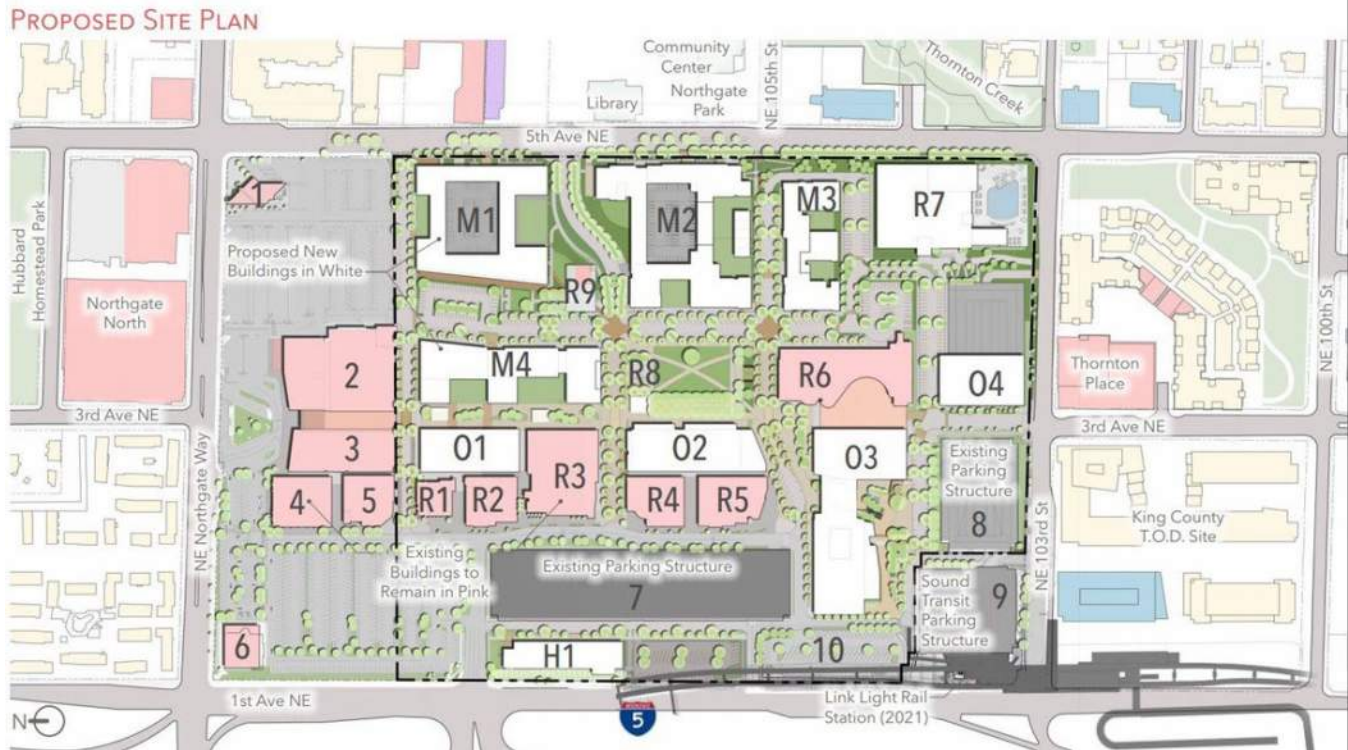 PROPOSED SITE PLAN
Community
Center
Northgate
Park
Library
NE 105th St
Thornton Creek
5th Ave NE
Hubbard
Homestead Park
Northgate
North
NE Northgate Way
1
Proposed New
Buildings in White
M1
M2
M3
R7
R9
M4
R8
R6
O4
2
3
4
5
O1
R1
R2
R3
O2
R4
R5
O3
Existing
Parking
Structure
8
3rd Ave NE
3rd Ave NE
Thornton
Place
NE 100th St
NE 103rd St
King County
T.O.D. Site
Existing
Buildings to
Remain in Pink
Existing Parking Structure
7
Sound
Transit
Parking
Structure
9
10
6
H1
1st Ave NE
Link Light Rail
Station (2021)
N
5